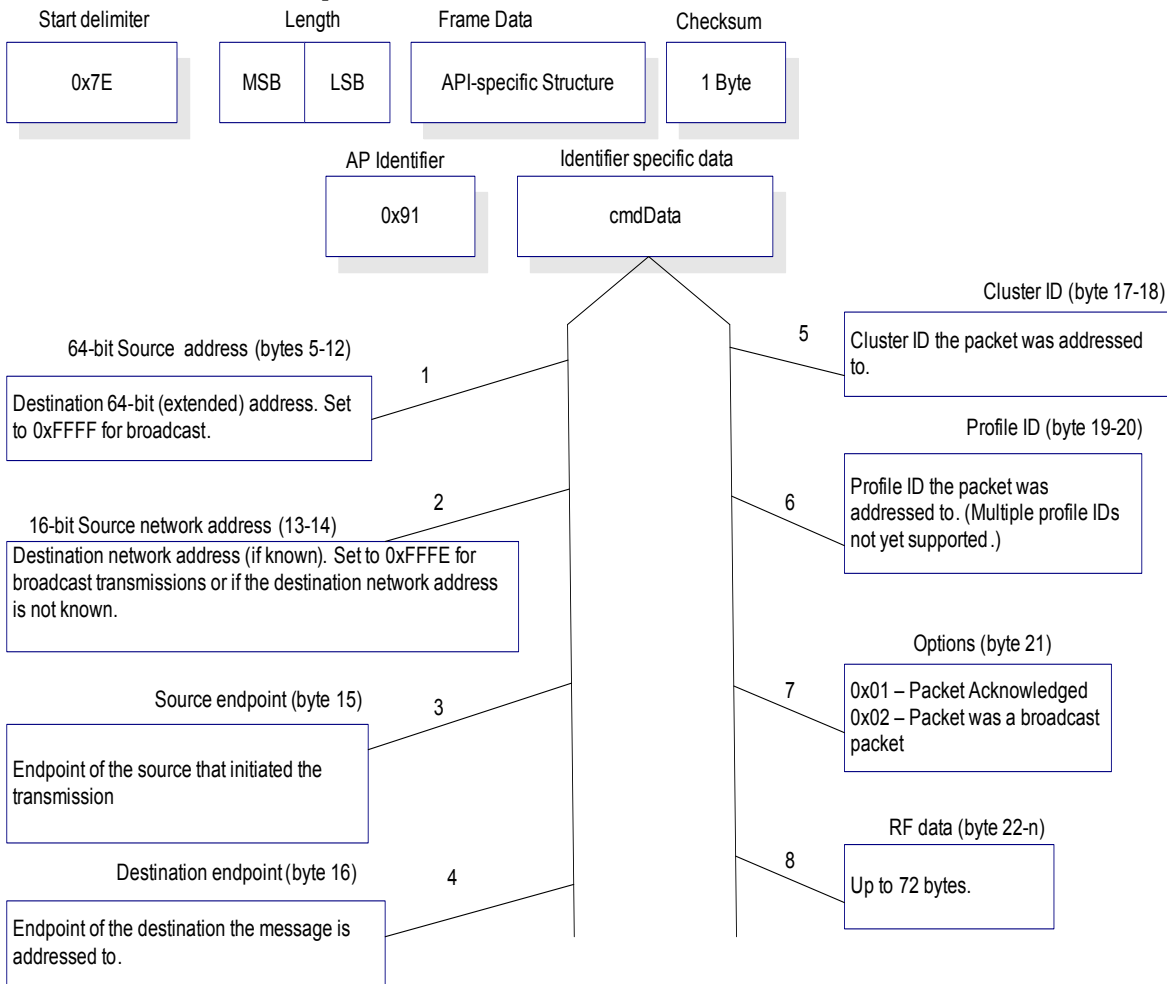 Start delimiter
Length
Frame Data
Checksum
0x7E
MSB
LSB
API-specific Structure
1 Byte
AP Identifier
Identifier specific data
0x91
cmdData
64-bit Source address (bytes 5-12)
1
Destination 64-bit (extended) address. Set
to 0xFFFF for broadcast.
2
16-bit Source network address (13-14)
Destination network address (if known). Set to 0xFFFE for
broadcast transmissions or if the destination network address
is not known.
Source endpoint (byte 15)
3
Endpoint of the source that initiated the
transmission
Destination endpoint (byte 16)
4
Endpoint of the destination the message is
addressed to.
Cluster ID (byte 17-18)
5
Cluster ID the packet was addressed
to.
Profile ID (byte 19-20)
6
Profile ID the packet was
addressed to. (Multiple profile IDs
not yet supported.)
Options (byte 21)
7
0x01 – Packet Acknowledged
0x02 – Packet was a broadcast
packet
RF data (byte 22-n)
8
Up to 72 bytes.